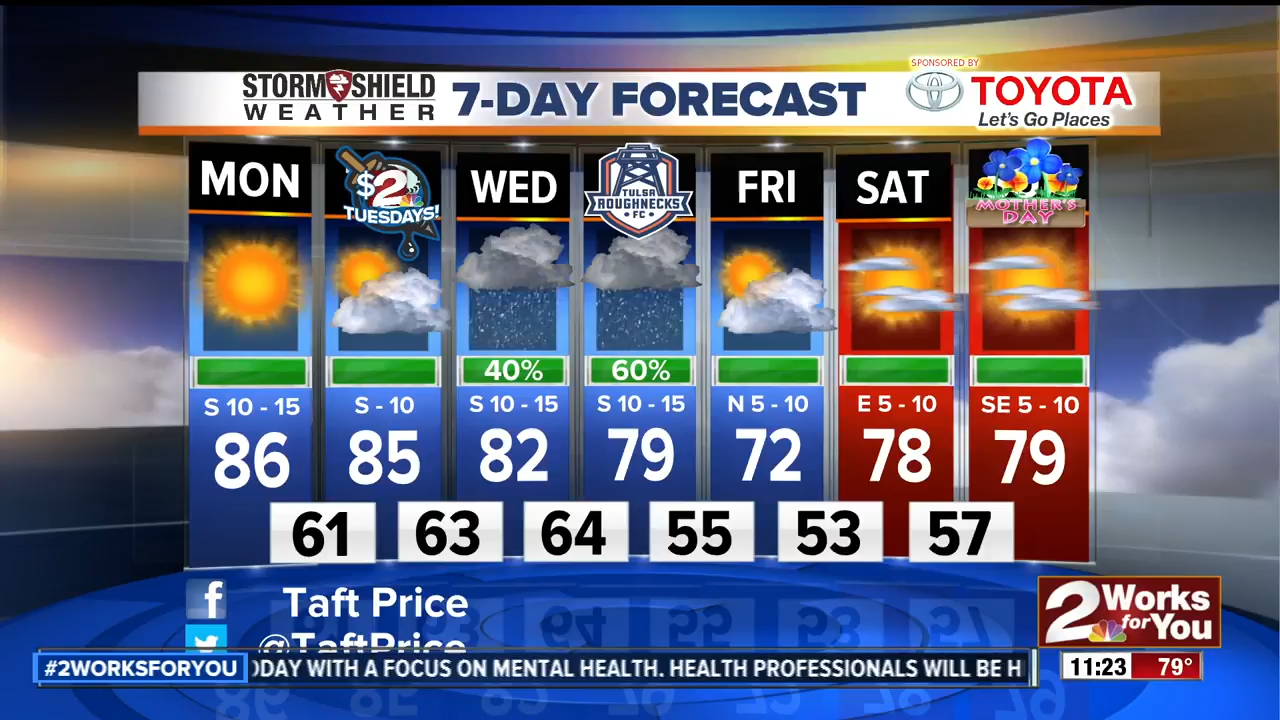 SPONSORED BY
STORM SHIELD
WEATHER
7-DAY FORECAST
TOYOTA
Let's Go Places
MON
$2
TUESDAYS!
WED
TULSA
ROUGHNECKS
FC
FRI
SAT
MOTHER'S
DAY
40%
60%
S 10 - 15
S - 10
S 10 - 15
S 10 - 15
N 5 - 10
E 5 - 10
SE 5 - 10
86
85
82
79
72
78
79
61
63
64
55
53
57
Taft Price
@TaftPrice
2 Works
for You
#2WORKSFORYOU
ODAY WITH A FOCUS ON MENTAL HEALTH. HEALTH PROFESSIONALS WILL BE H
11:23
79°